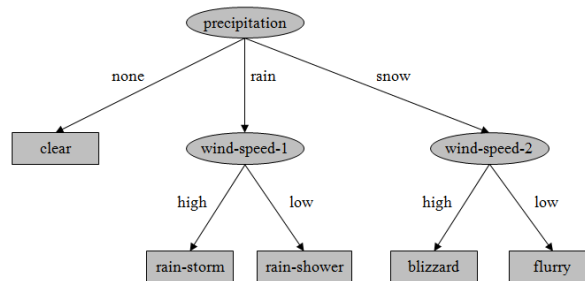 precipitation
none
rain
snow
clear
wind-speed-1
wind-speed-2
high
low
high
low
rain-storm
rain-shower
blizzard
flurry